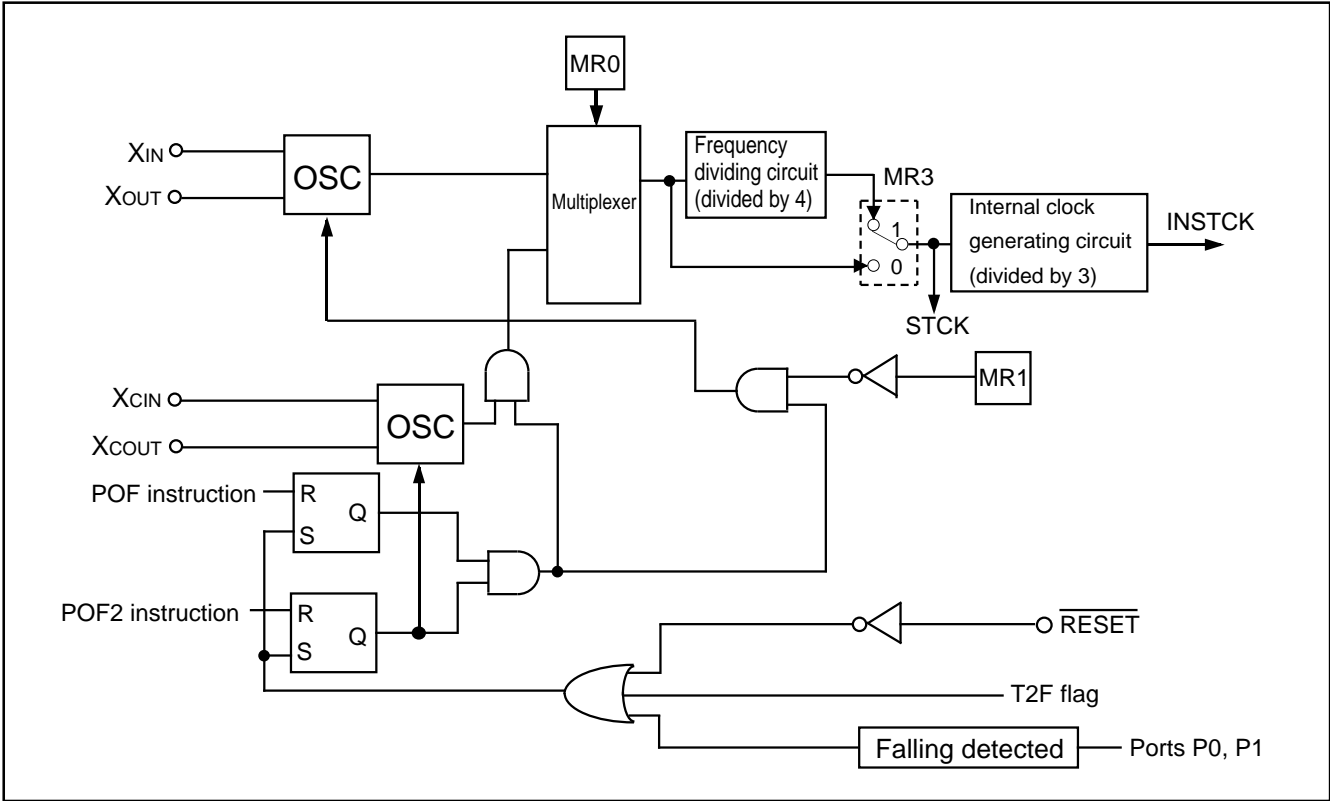 MR0
XIN
XOUT
OSC
Multiplexer
Frequency
dividing circuit
(divided by 4)
MR3
1
0
Internal clock
generating circuit
(divided by 3)
INSTCK
STCK
MR1
XCIN
XCOUT
OSC
POF instruction
R
S
Q
POF2 instruction
R
S
Q
RESET
T2F flag
Falling detected
Ports P0, P1